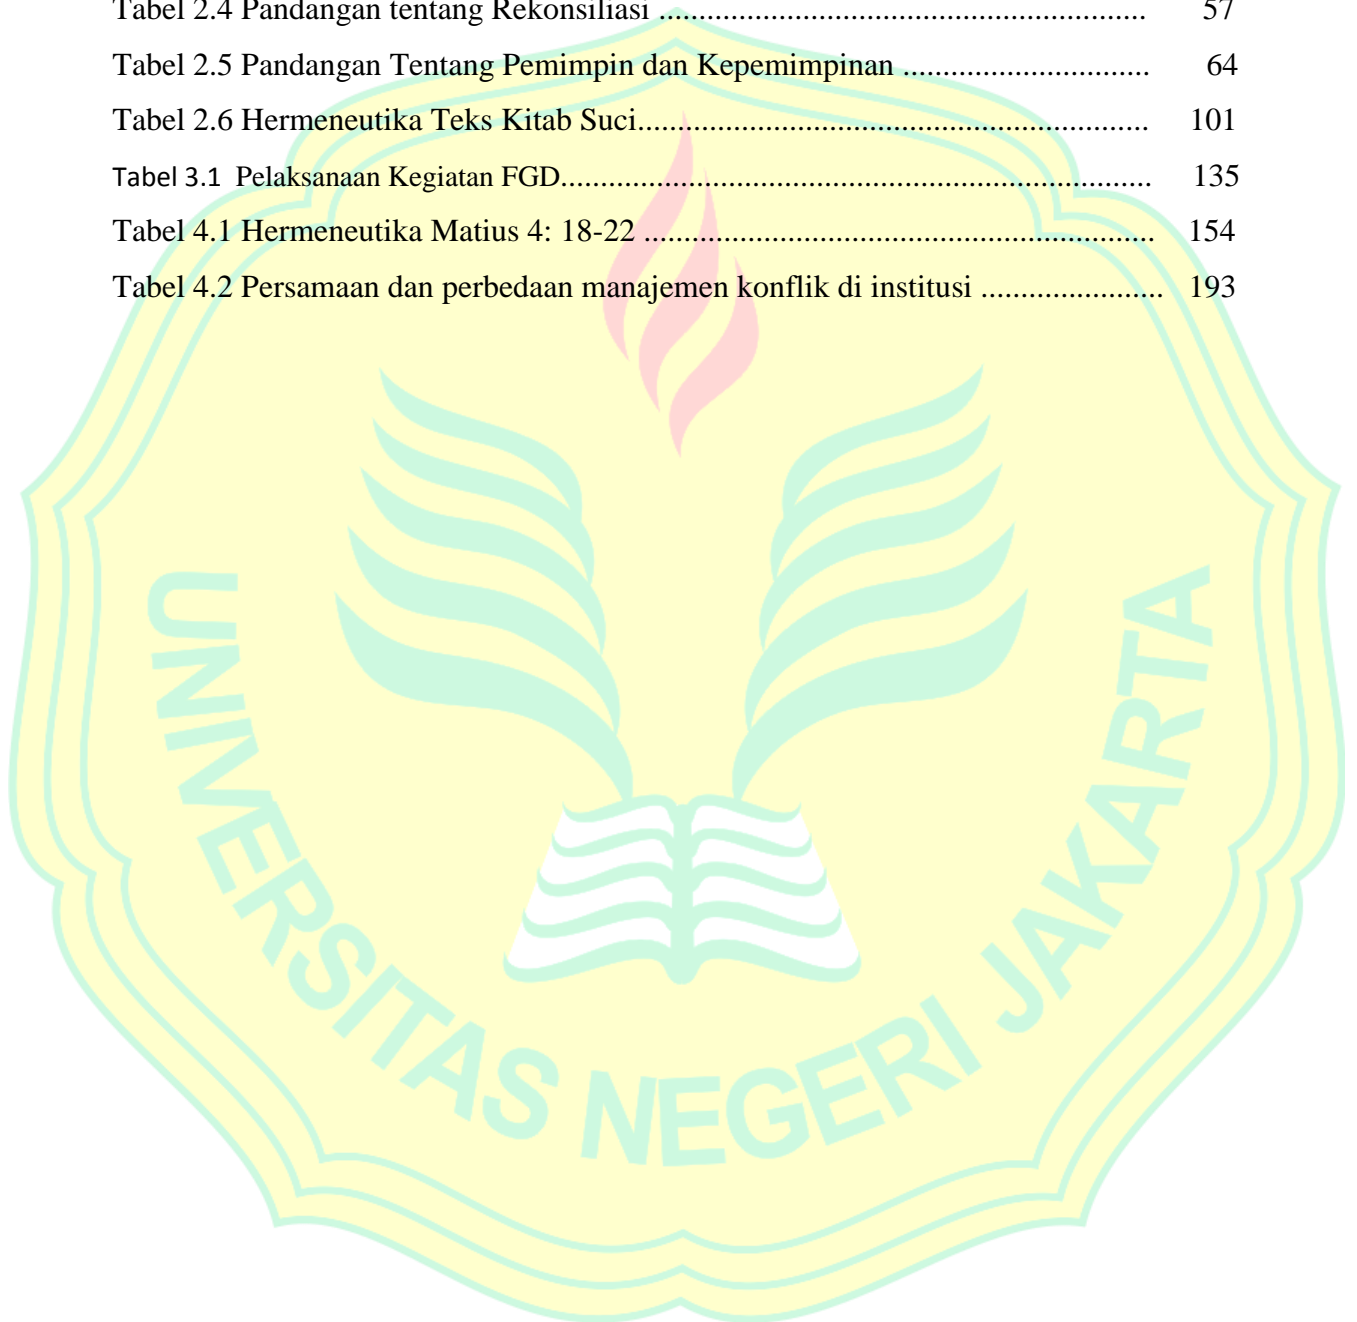 Tabel 2.4 Pandangan tentang Rekonsiliasi ............................................................. 57
Tabel 2.5 Pandangan Tentang Pemimpin dan Kepemimpinan ............................... 64
Tabel 2.6 Hermeneutika Teks Kitab Suci................................................................ 101
Tabel 3.1 Pelaksanaan Kegiatan FGD.......................................................................... 135
Tabel 4.1 Hermeneutika Matius 4: 18-22 ................................................................ 154
Tabel 4.2 Persamaan dan perbedaan manajemen konflik di institusi ....................... 193
UNIVERSITAS NEGERI JAKARTA